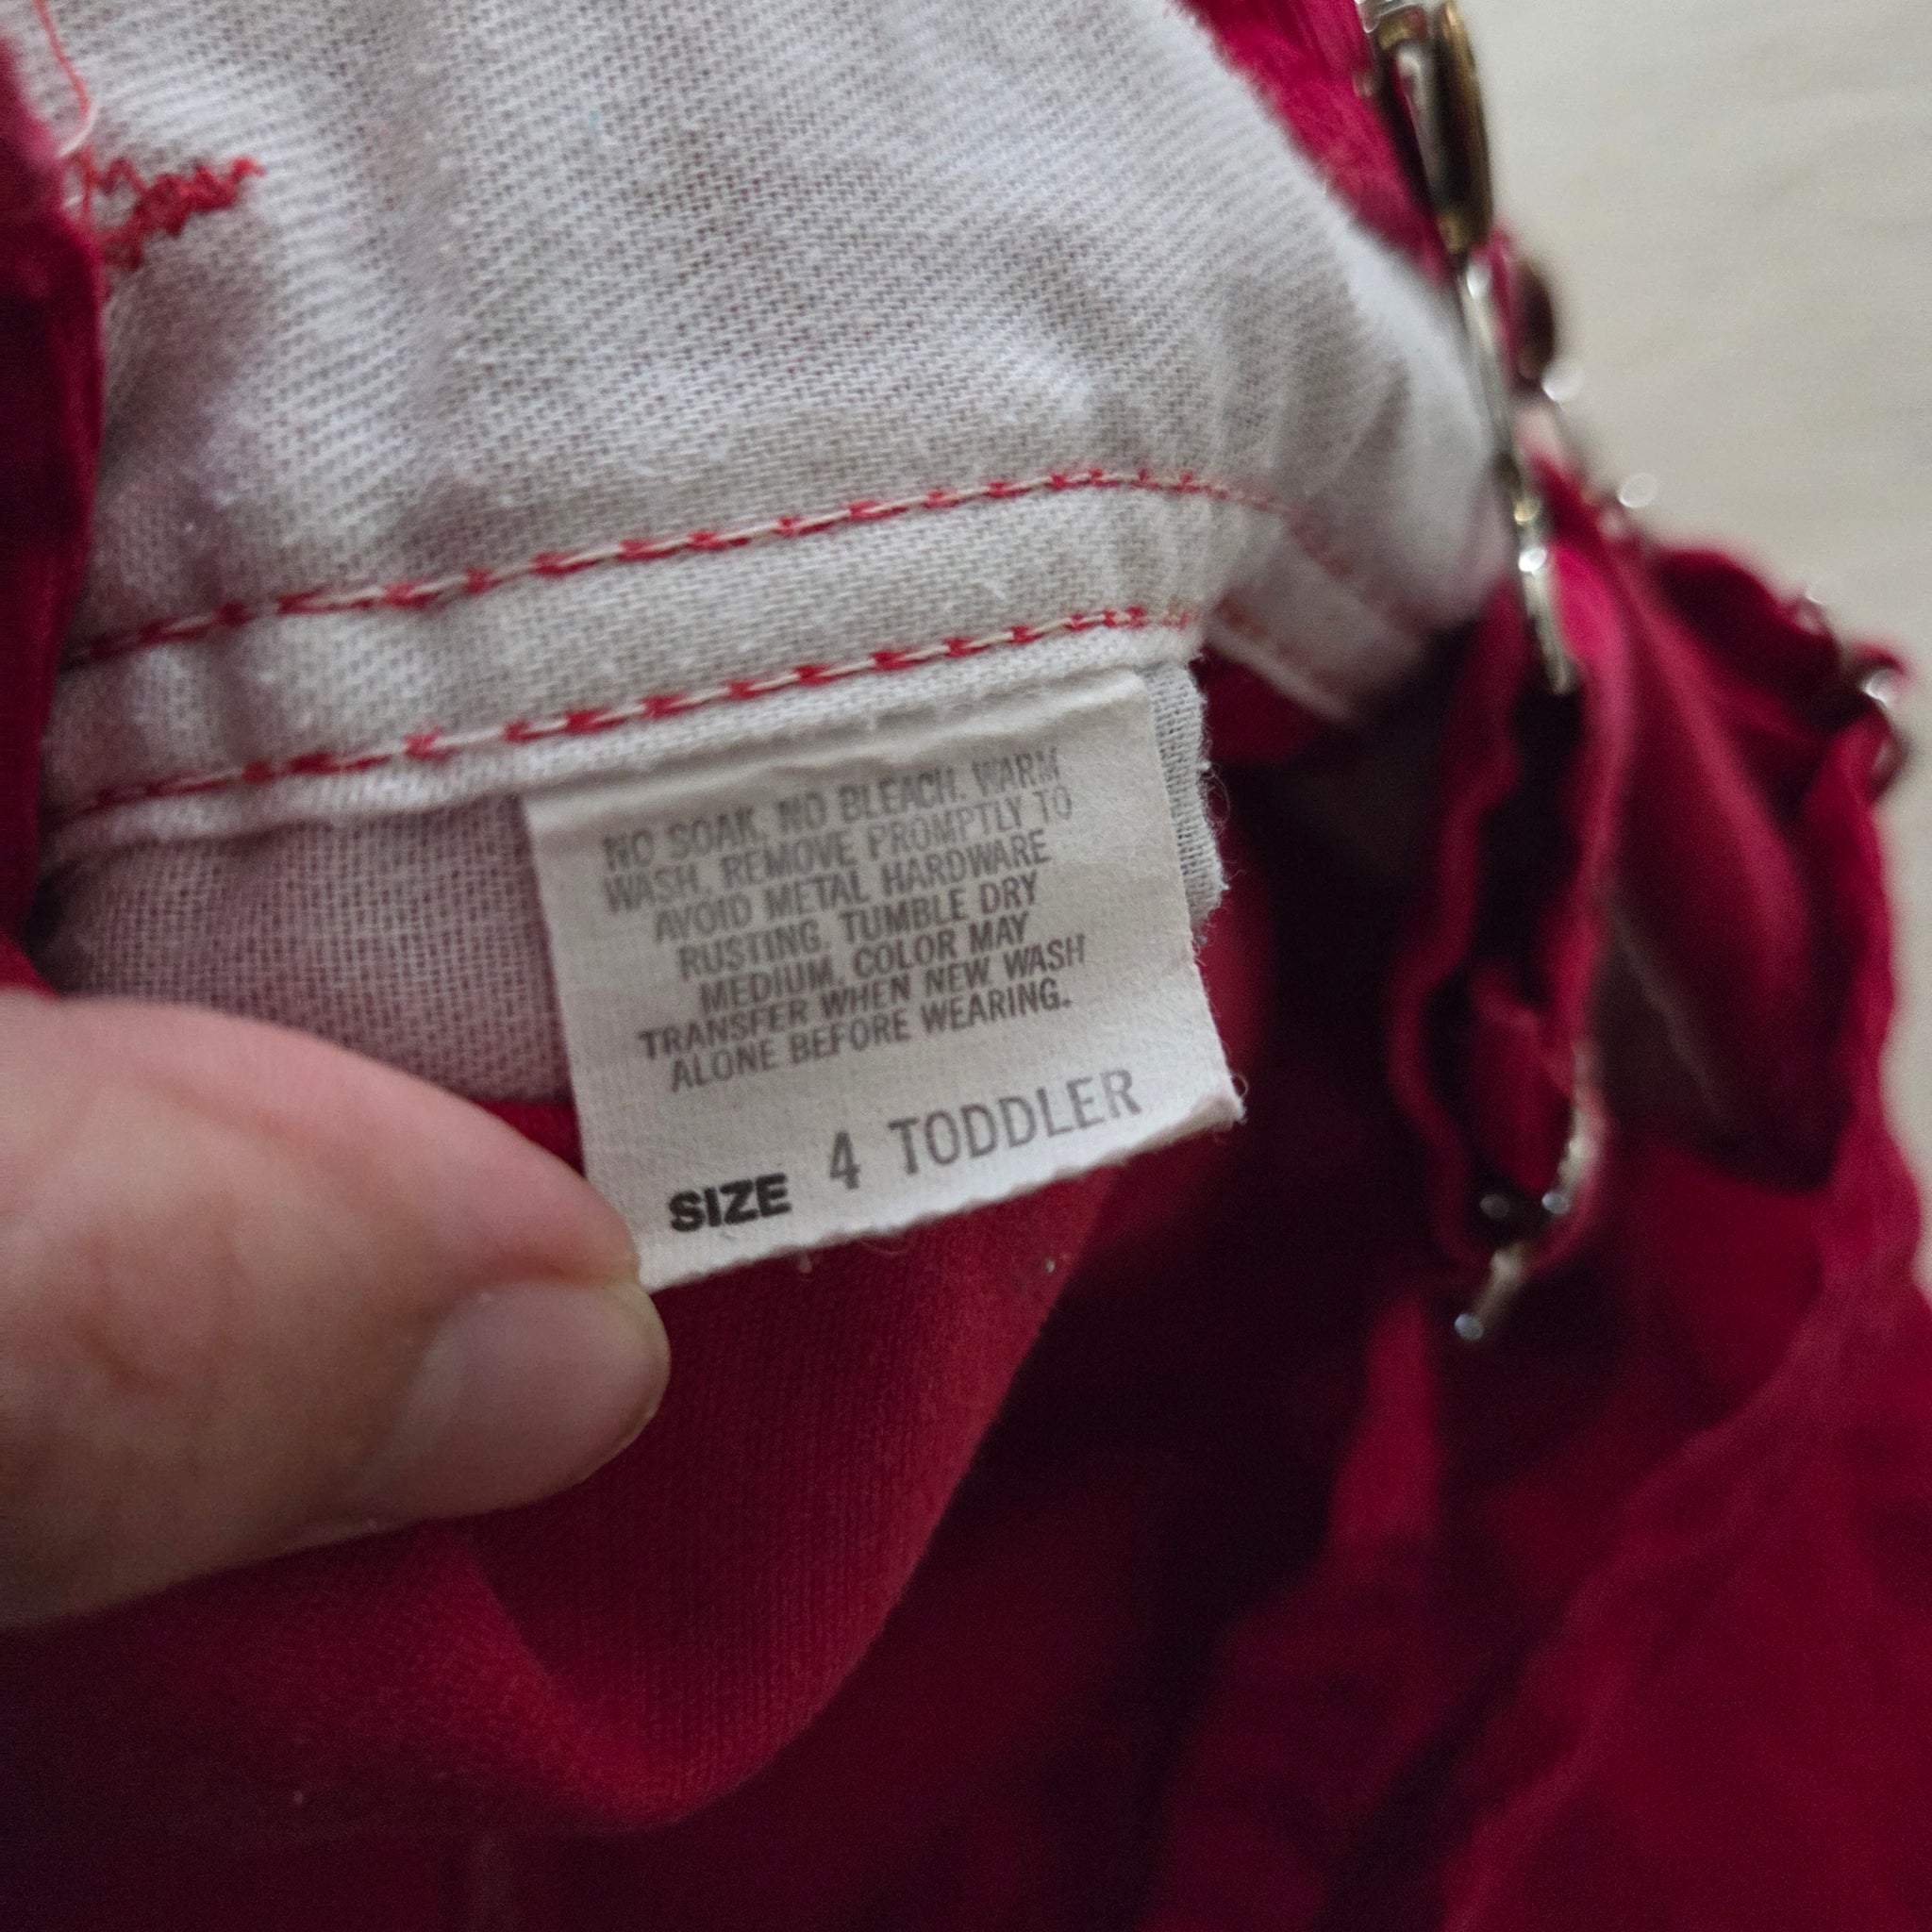 NO SOAK. NO BLEACH. WARM
WASH. REMOVE PROMPTLY TO
AVOID METAL HARDWARE
RUSTING. TUMBLE DRY
MEDIUM. COLOR MAY
TRANSFER WHEN NEW WASH
ALONE BEFORE WEARING.
SIZE 4 TODDLER